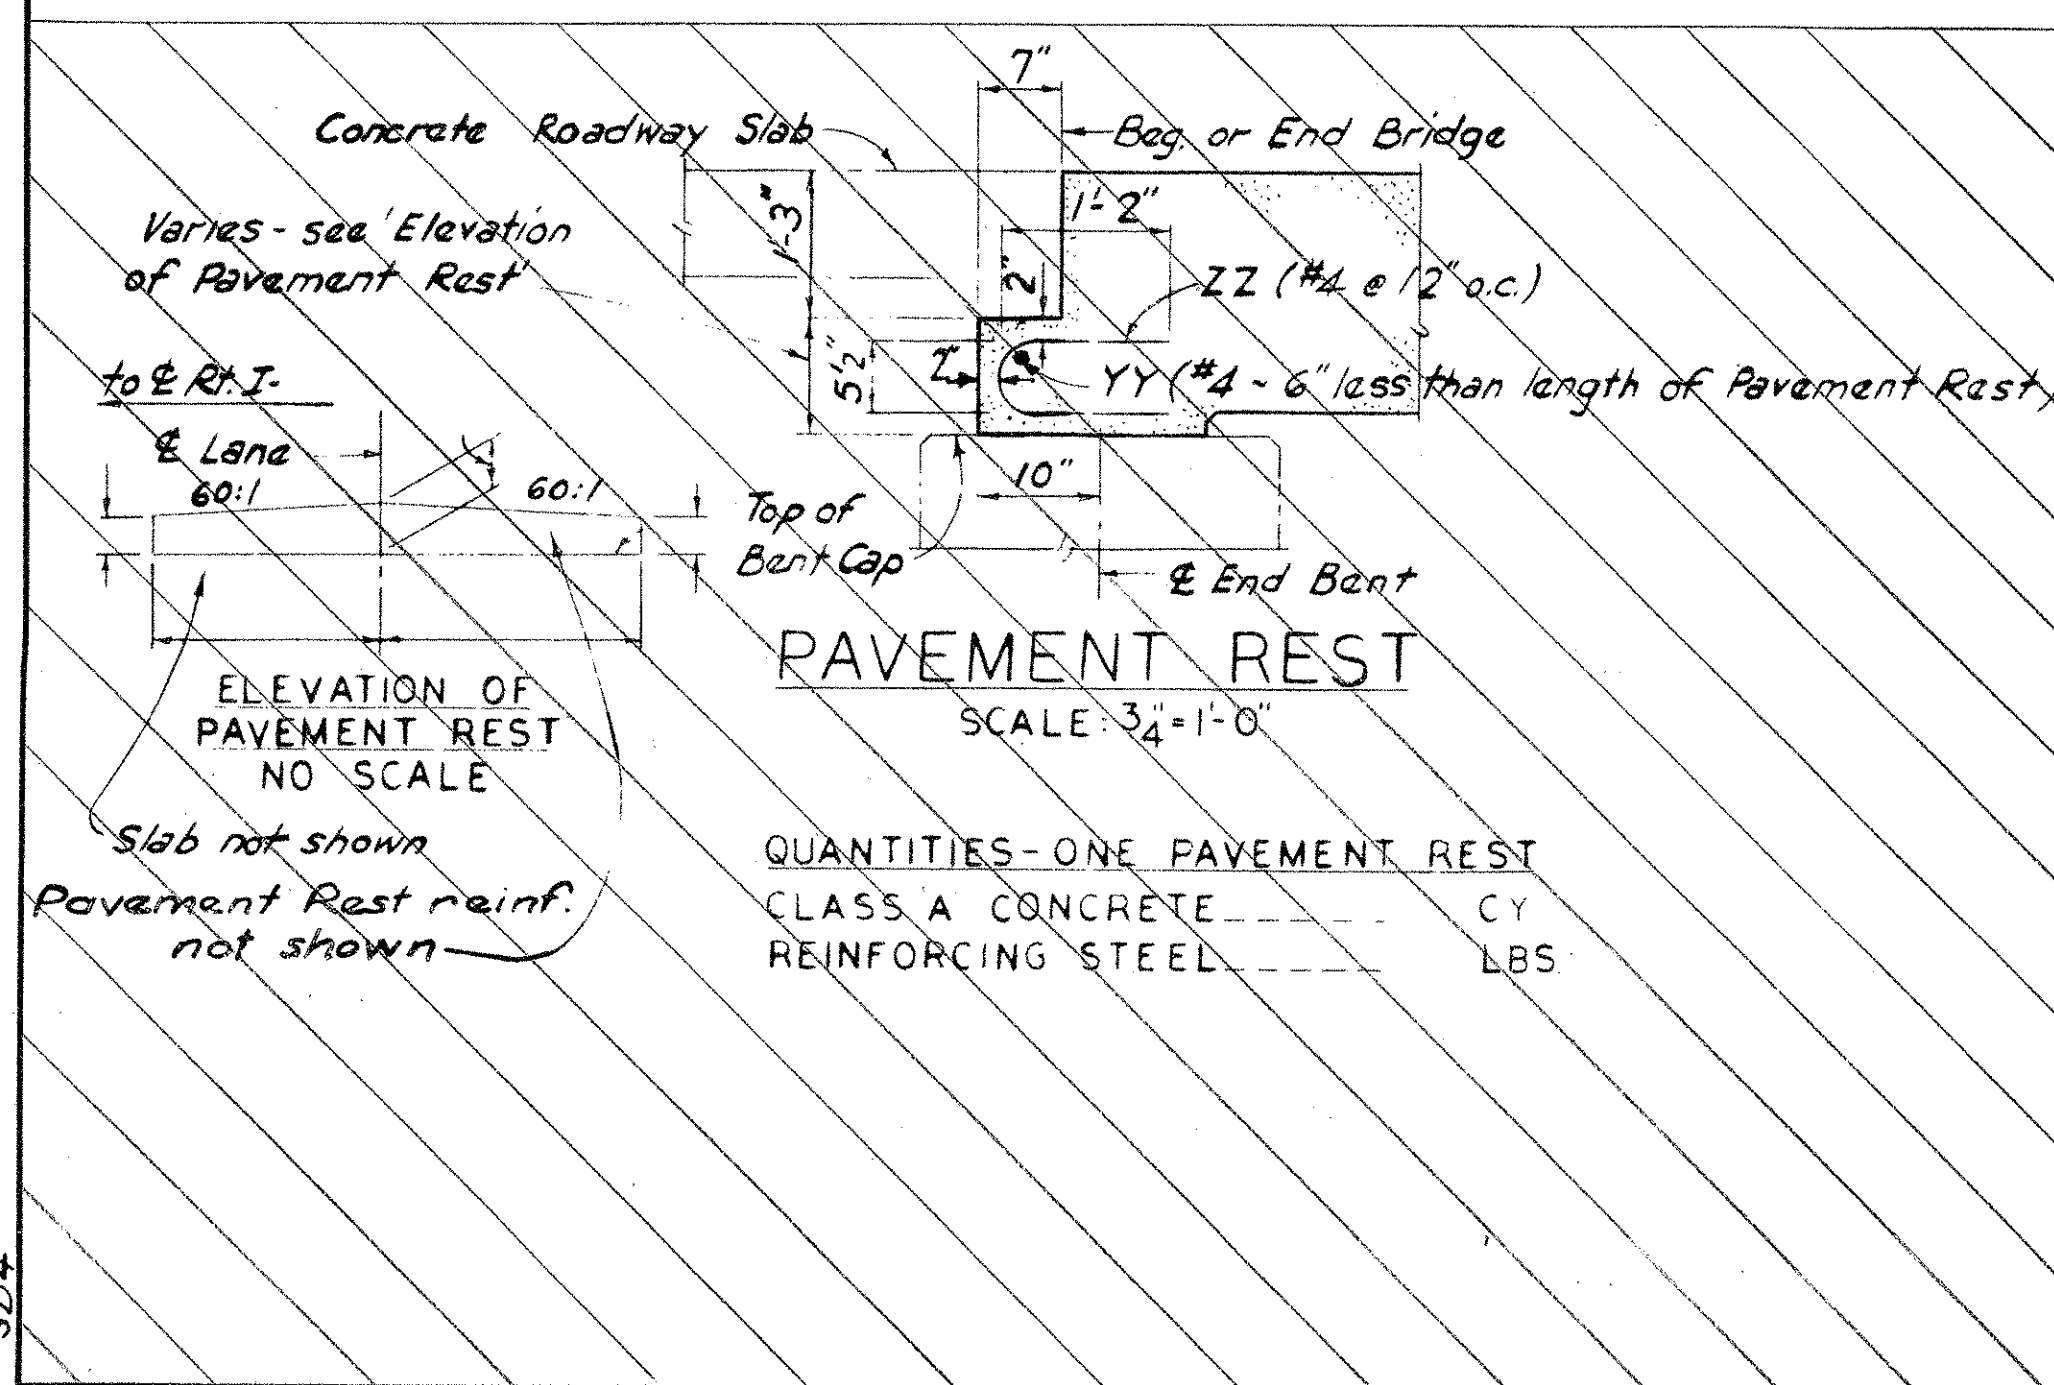 7"
Concrete Roadway Slab
Beg. or End Bridge
1'-3"
1'-2"
Varies - see 'Elevation
of Pavement Rest'
2"
ZZ (#4 @ 12" o.c.)
to ℄ Rt. I-
5½"
2"
YY (#4 ~ 6" less than length of Pavement Rest)
℄ Lane
60:1
60:1
10"
Top of
Bent Cap
℄ End Bent
PAVEMENT REST
SCALE: ¾"=1'-0"
ELEVATION OF
PAVEMENT REST
NO SCALE
Slab not shown
Pavement Rest reinf.
not shown
QUANTITIES-ONE PAVEMENT REST
CLASS A CONCRETE______ CY
REINFORCING STEEL______ LBS